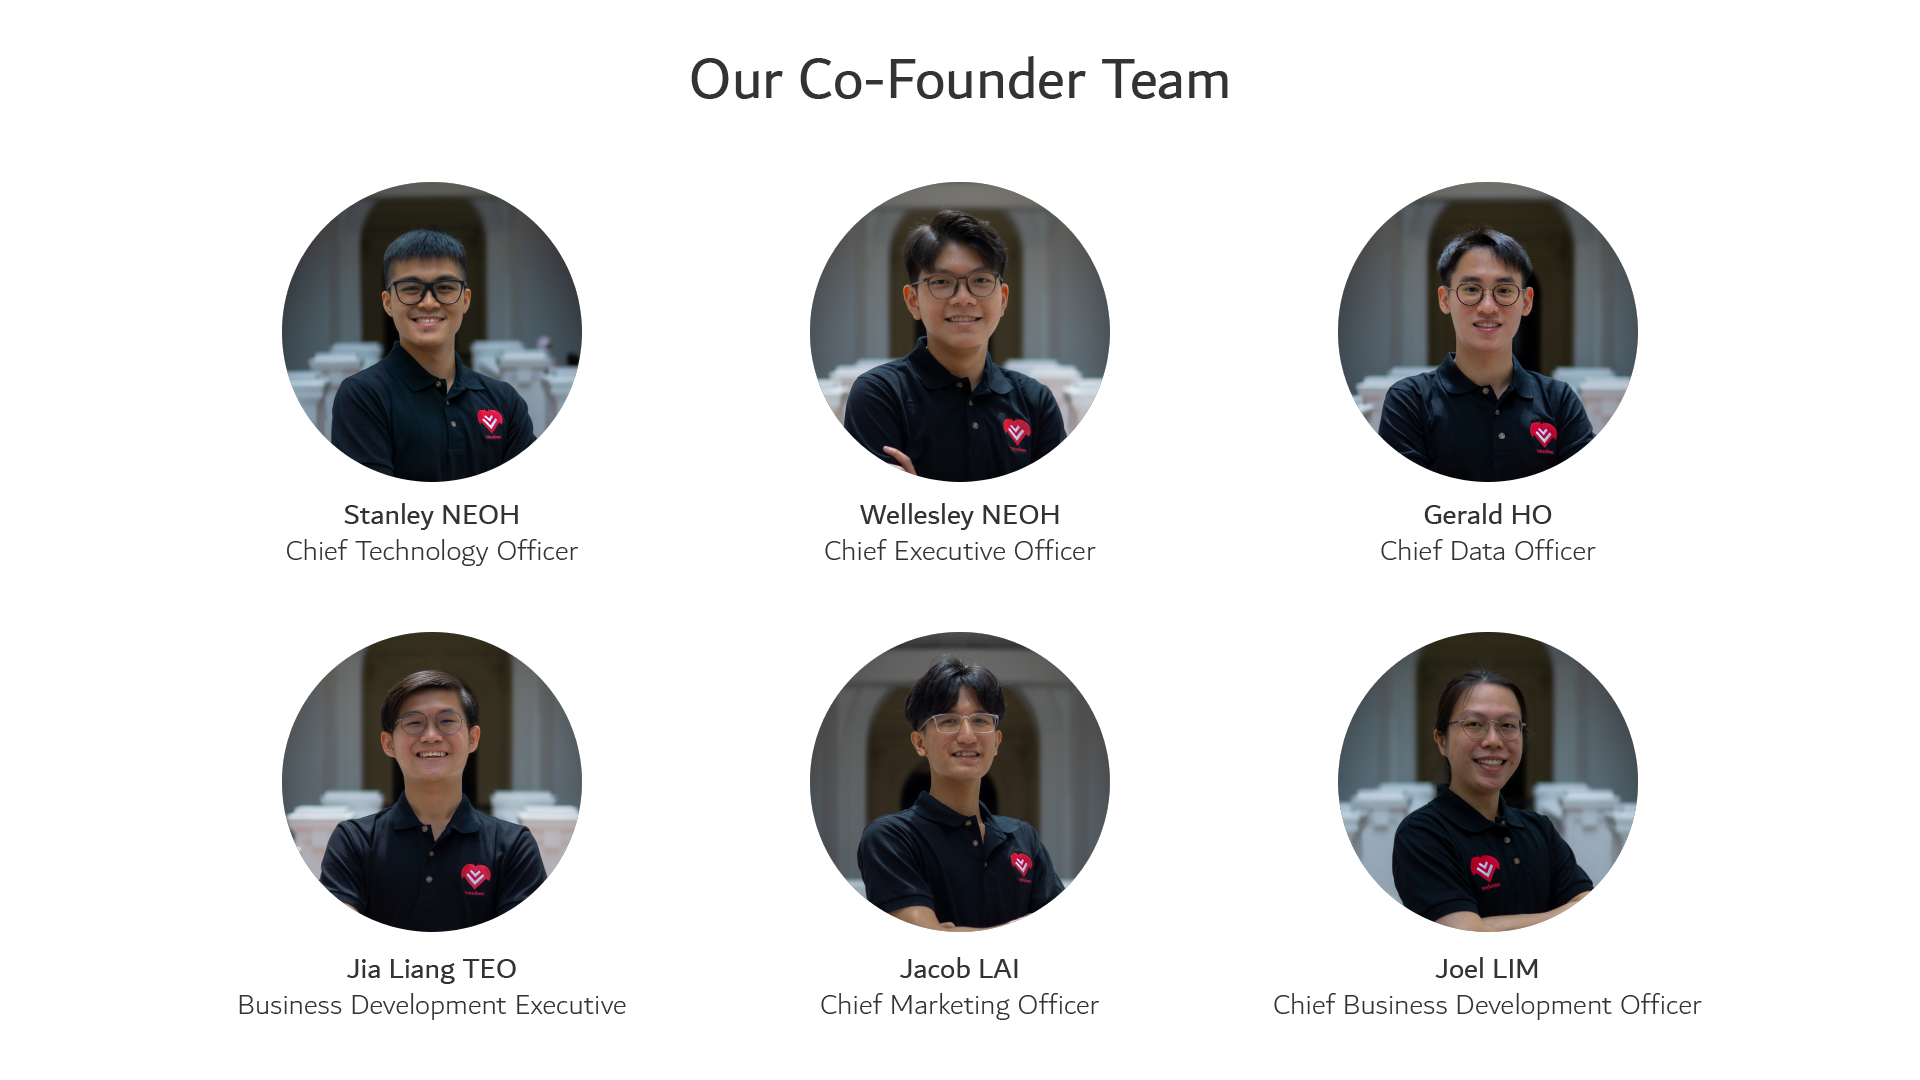 Our Co-Founder Team
Stanley NEOH
Chief Technology Officer
Wellesley NEOH
Chief Executive Officer
Gerald HO
Chief Data Officer
Jia Liang TEO
Business Development Executive
Jacob LAI
Chief Marketing Officer
Joel LIM
Chief Business Development Officer